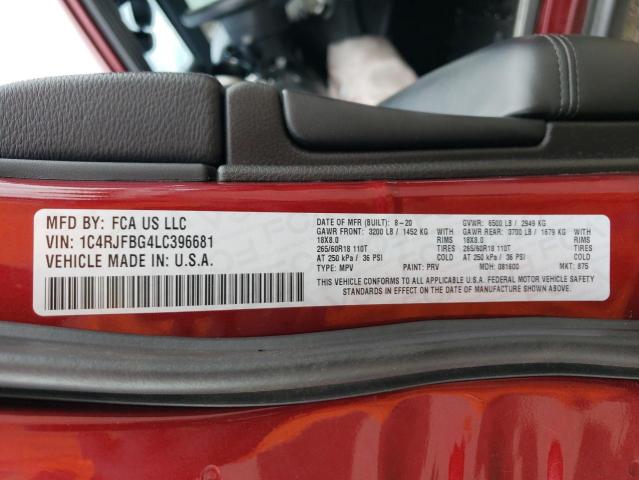 MFD BY: FCA US LLC
VIN: 1C4RJFBG4LC396681
VEHICLE MADE IN: U.S.A.
DATE OF MFR (BUILT): 8-20 GVWR: 6500 LB / 2949 KG
GAWR FRONT: 3200 LB / 1452 KG GAWR REAR: 3700 LB / 1679 KG
18X8.0 RIMS 18X8.0 RIMS
265/60R18 110T TIRES 265/60R18 110T TIRES
AT 250 kPa / 36 PSI COLD AT 250 kPa / 36 PSI COLD
TYPE: MPV PAINT: PRV MDH: 081600 MKT: 875
THIS VEHICLE CONFORMS TO ALL APPLICABLE U.S.A. FEDERAL MOTOR VEHICLE SAFETY
STANDARDS IN EFFECT ON THE DATE OF MANUFACTURE SHOWN ABOVE.